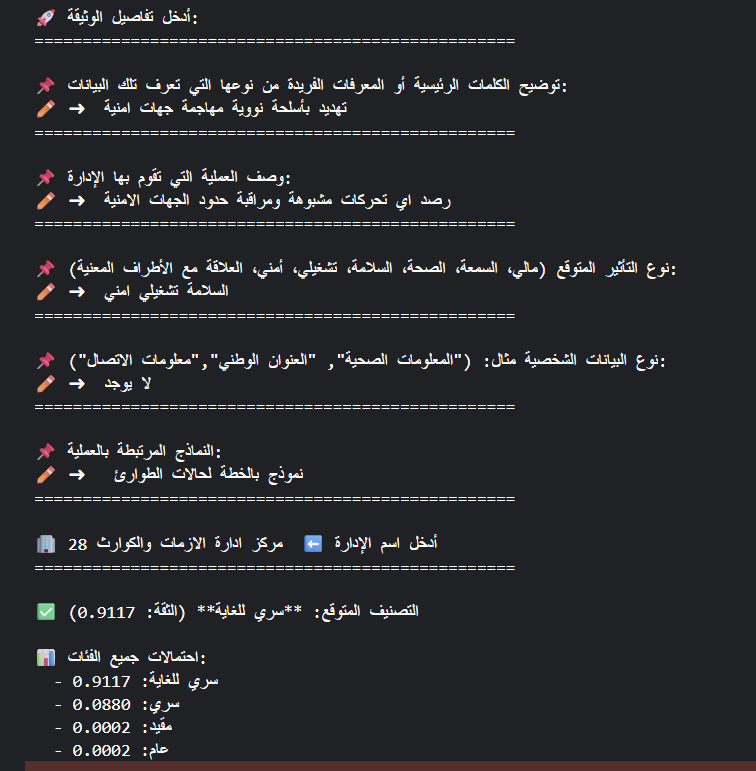 🚀 أدخل تفاصيل الوثيقة:
==================================================
📌 توضيح الكلمات الرئيسية أو المعرفات الفريدة من نوعها التي تعرف تلك البيانات:
✏️ ➜ تهديد بأسلحة نووية مهاجمة جهات امنية
==================================================
📌 وصف العملية التي تقوم بها الإدارة:
✏️ ➜ رصد اي تحركات مشبوهة ومراقبة حدود الجهات الامنية
==================================================
📌 نوع التأثير المتوقع (مالي، السمعة، الصحة، السلامة، تشغيلي، أمني، العلاقة مع الأطراف المعنية):
✏️ ➜ السلامة تشغيلي امني
==================================================
📌 نوع البيانات الشخصية مثال: ("المعلومات الصحية", "العنوان الوطني","معلومات الاتصال"):
✏️ ➜ لا يوجد
==================================================
📌 النماذج المرتبطة بالعملية:
✏️ ➜ نموذج بالخطة لحالات الطوارئ
==================================================
🏢 أدخل اسم الإدارة ⬅️ مركز ادارة الازمات والكوارث 28
==================================================
✅ التصنيف المتوقع: **سري للغاية** (الثقة: 0.9117)
📊 احتمالات جميع الفئات:
- سري للغاية: 0.9117
- سري: 0.0880
- مقيد: 0.0002
- عام: 0.0002